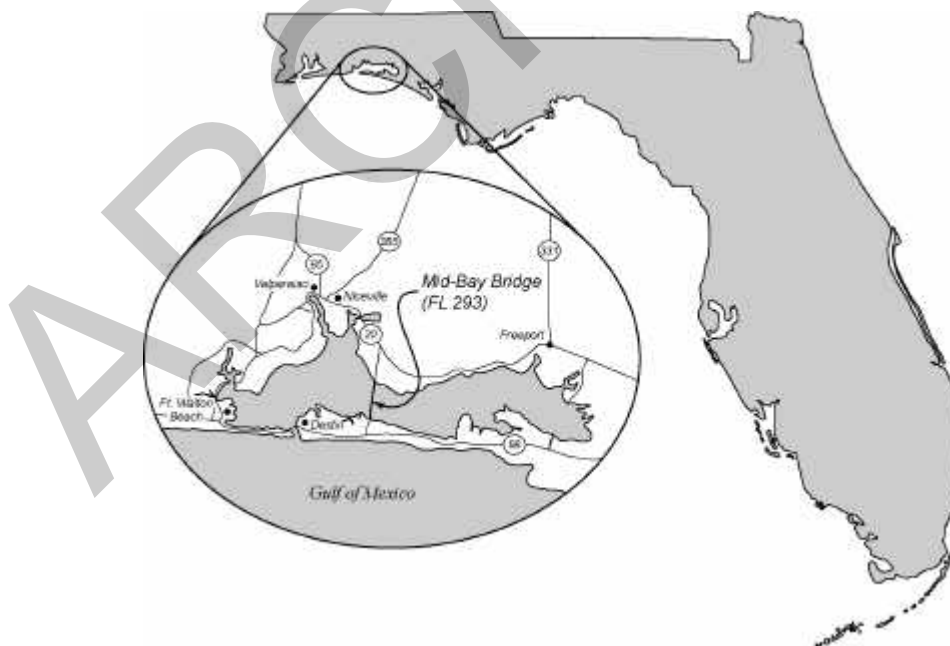 ARCH
285
331
85
Valparaiso
Niceville
Mid-Bay Bridge
(FL 293)
20
Freeport
Ft. Walton
Beach
Destin
98
Gulf of Mexico